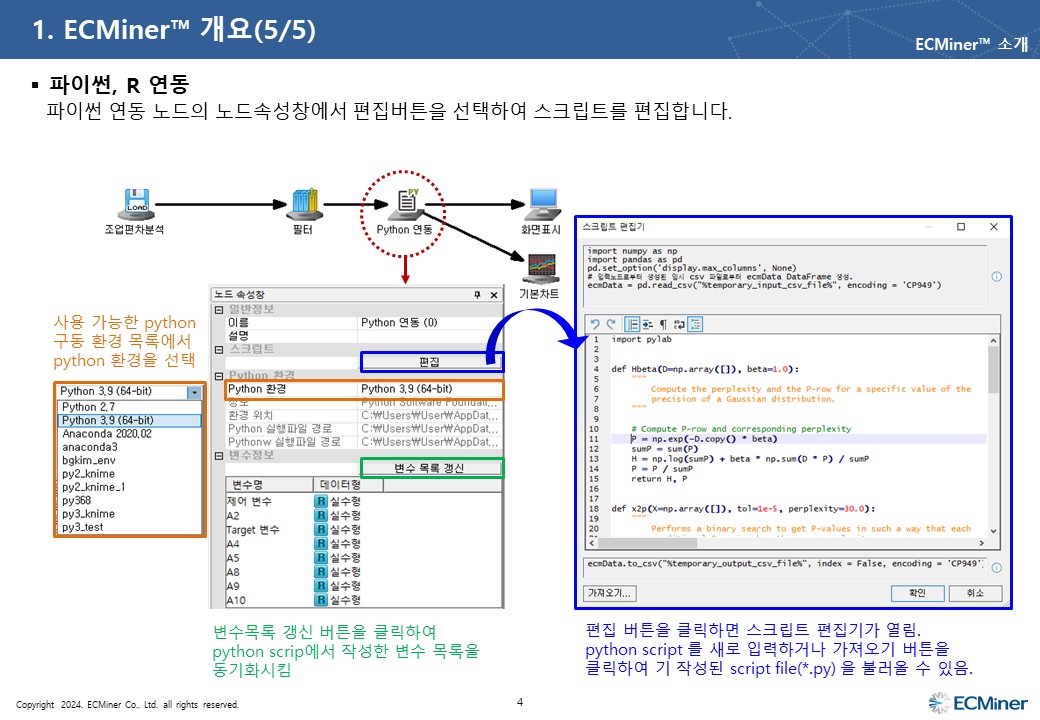 1. ECMiner™ 개요(5/5)
ECMiner™ 소개
▪ 파이썬, R 연동
파이썬 연동 노드의 노드속성창에서 편집버튼을 선택하여 스크립트를 편집합니다.
LOAD
조업편차분석
필터
PY
Python 연동
화면표시
기본차트
사용 가능한 python
구동 환경 목록에서
python 환경을 선택
Python 3.9 (64-bit)
Python 2.7
Python 3.9 (64-bit)
Anaconda 2020.02
anaconda3
bgkim_env
py2_knime
py2_knime_1
py368
py3_knime
py3_test
노드 속성창
일반정보
이름 Python 연동 (0)
설명
스크립트
편집
Python 환경
Python 환경 Python 3.9 (64-bit)
정보 Python Software Foundati...
환경 위치 C:₩Users₩User₩AppDat...
Python 실행파일 경로 C:₩Users₩User₩AppDat...
Pythonw 실행파일 경로 C:₩Users₩User₩AppDat...
변수정보
변수 목록 갱신
변수명 데이터형
제어 변수 R 실수형
A2 R 실수형
Target 변수 R 실수형
A4 R 실수형
A5 R 실수형
A8 R 실수형
A9 R 실수형
A10 R 실수형
변수목록 갱신 버튼을 클릭하여
python scrip에서 작성한 변수 목록을
동기화시킴
스크립트 편집기
import numpy as np
import pandas as pd
pd.set_option('display.max_columns', None)
# 입력노드로부터 생성된 임시 csv 파일로부터 ecmData DataFrame 생성.
ecmData = pd.read_csv("%temporary_input_csv_file%", encoding = 'CP949')
1 import pylab
2
3
4 def Hbeta(D=np.array([]), beta=1.0):
5 """
6 Compute the perplexity and the P-row for a specific value of the
7 precision of a Gaussian distribution.
8 """
9
10 # Compute P-row and corresponding perplexity
11 P = np.exp(-D.copy() * beta)
12 sumP = sum(P)
13 H = np.log(sumP) + beta * np.sum(D * P) / sumP
14 P = P / sumP
15 return H, P
16
17
18 def x2p(X=np.array([]), tol=1e-5, perplexity=30.0):
19 """
20 Performs a binary search to get P-values in such a way that each
ecmData.to_csv("%temporary_output_csv_file%", index = False, encoding = 'CP949')
가져오기... 확인 취소
편집 버튼을 클릭하면 스크립트 편집기가 열림.
python script 를 새로 입력하거나 가져오기 버튼을
클릭하여 기 작성된 script file(*.py) 을 불러올 수 있음.
Copyright 2024. ECMiner Co., Ltd. all rights reserved.
4
ECMiner